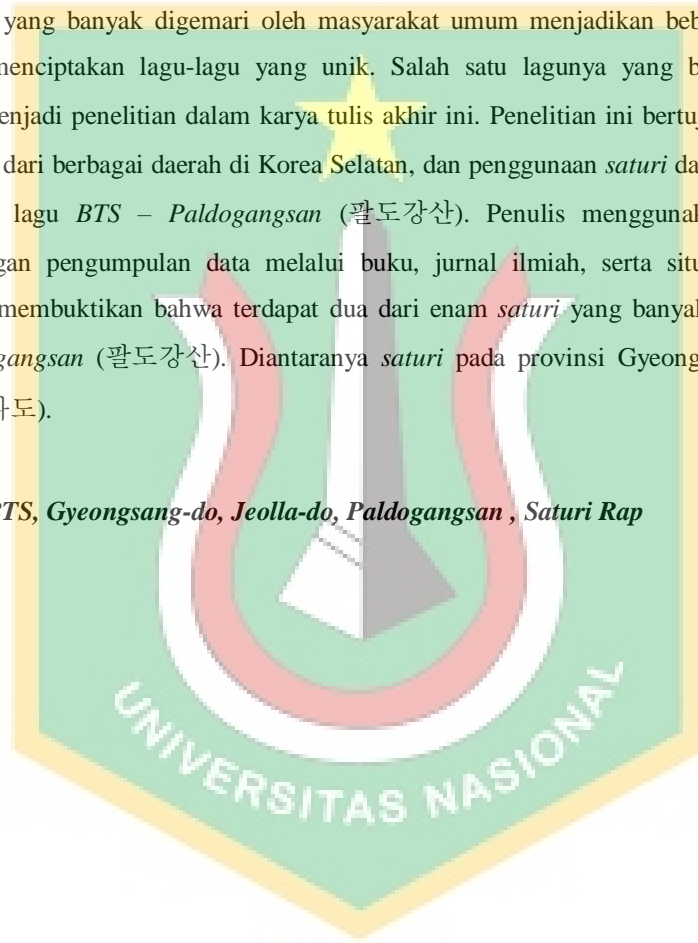 yang banyak digemari oleh masyarakat umum menjadikan beb
menciptakan lagu-lagu yang unik. Salah satu lagunya yang b
enjadi penelitian dalam karya tulis akhir ini. Penelitian ini bertuj
dari berbagai daerah di Korea Selatan, dan penggunaan saturi da
lagu BTS – Paldogangsan (팔도강산). Penulis menggunak
gan pengumpulan data melalui buku, jurnal ilmiah, serta situ
membuktikan bahwa terdapat dua dari enam saturi yang banyak
gangsan (팔도강산). Diantaranya saturi pada provinsi Gyeong
라도).
BTS, Gyeongsang-do, Jeolla-do, Paldogangsan , Saturi Rap
UNIVERSITAS NASIONAL